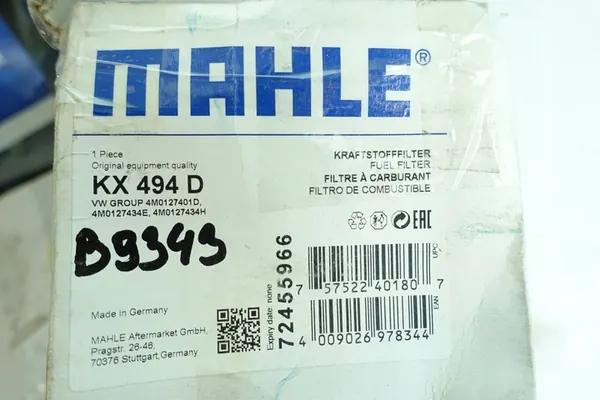 MAHLE®
1 Piece
Original equipment quality
KX 494 D
VW GROUP 4M0127401D,
4M0127434E, 4M0127434H
KRAFTSTOFFFILTER
FUEL FILTER
FILTRE À CARBURANT
FILTRO DE COMBUSTIBLE
EAC
B9349
Made in Germany
MAHLE Aftermarket GmbH,
Pragstr. 26-46,
70376 Stuttgart,Germany
Expiry date none
72455966
UPC
7 57522 40180 7
EAN
4 009026 978344